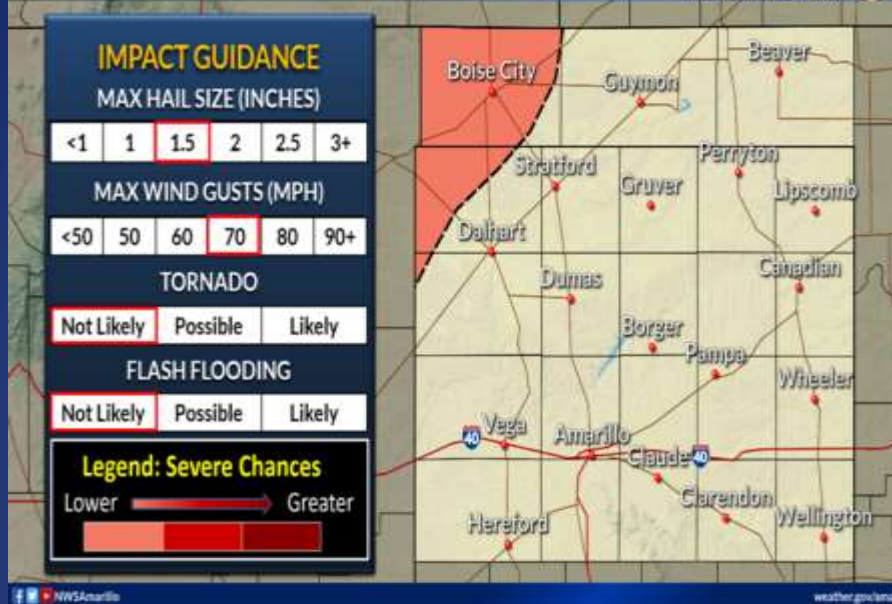 IMPACT GUIDANCE
MAX HAIL SIZE (INCHES)
<1 1 1.5 2 2.5 3+
MAX WIND GUSTS (MPH)
<50 50 60 70 80 90+
TORNADO
Not Likely Possible Likely
FLASH FLOODING
Not Likely Possible Likely
Legend: Severe Chances
Lower Greater
Boise City
Guymon
Beaver
Stratford
Gruver
Perryton
Lipscomb
Dalhart
Dumas
Canadian
Borger
Pampa
Wheeler
40
Vega
Amarillo
Claude
40
Clarendon
Hereford
Wellington
NWSAmarillo
weather.gov/ama